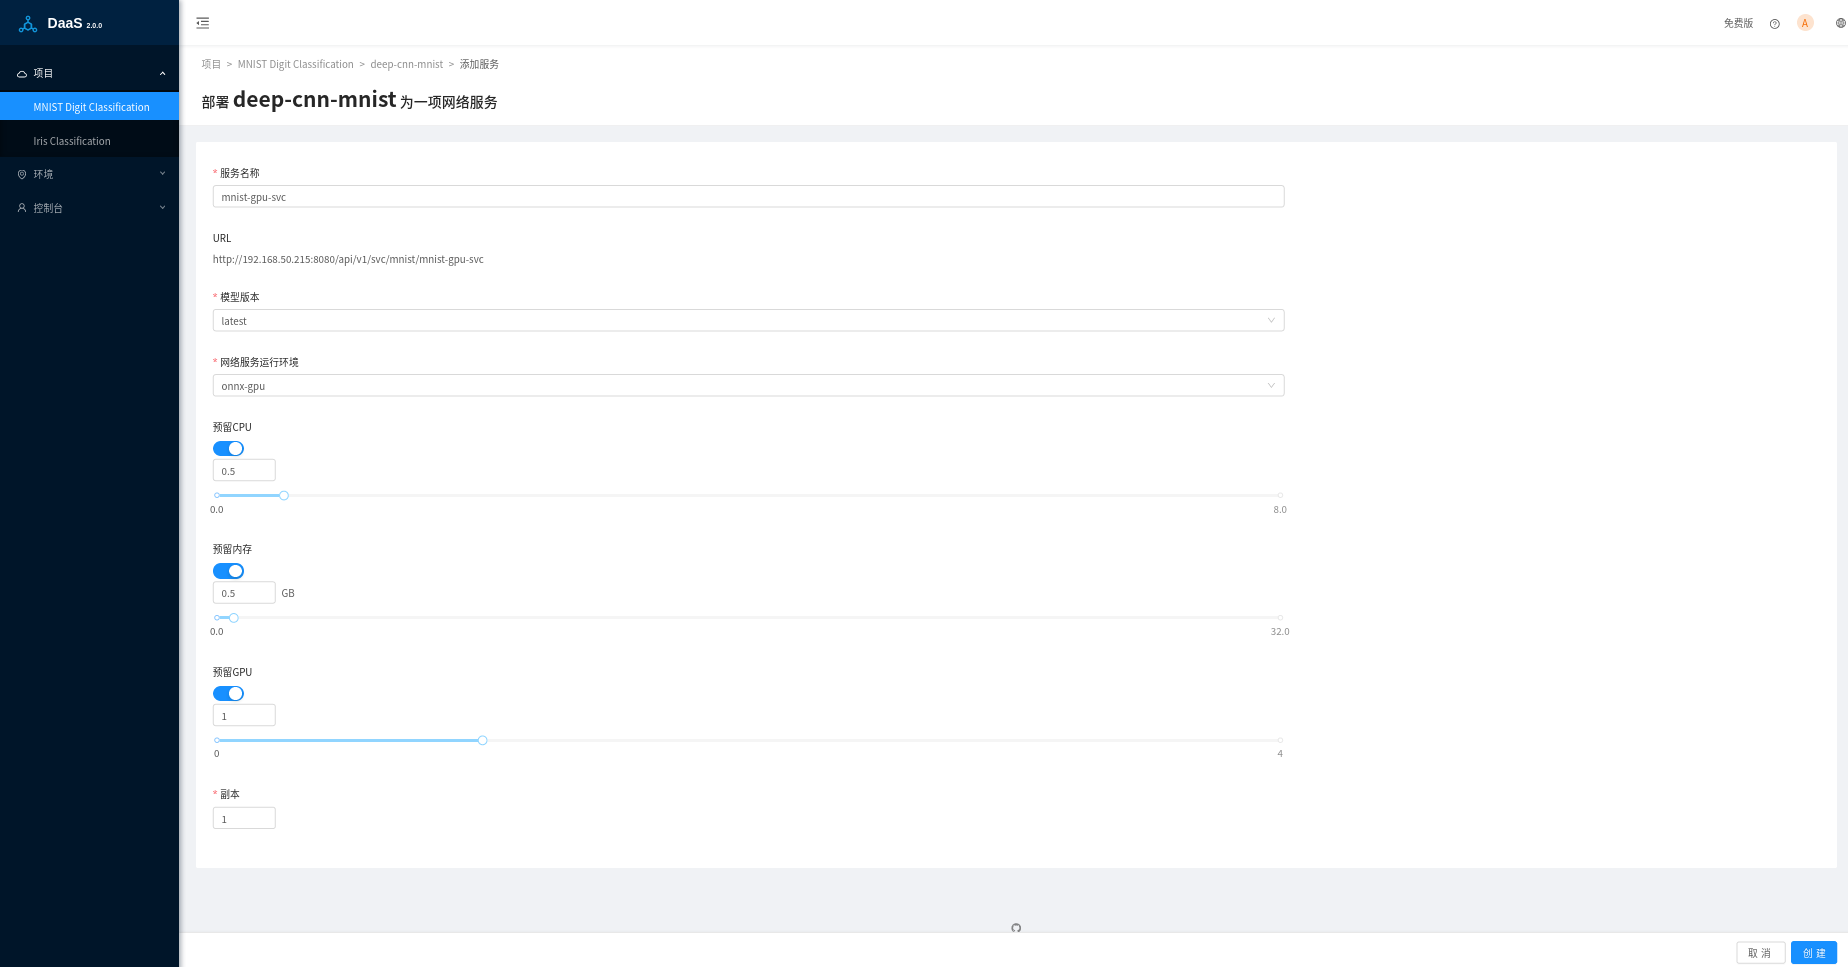 DaaS 2.0.0
免费版
A
项目
MNIST Digit Classification
Iris Classification
环境
控制台
项目 > MNIST Digit Classification > deep-cnn-mnist > 添加服务
部署 deep-cnn-mnist 为一项网络服务
* 服务名称
mnist-gpu-svc
URL
http://192.168.50.215:8080/api/v1/svc/mnist/mnist-gpu-svc
* 模型版本
latest
* 网络服务运行环境
onnx-gpu
预留CPU
0.5
0.0 8.0
预留内存
0.5 GB
0.0 32.0
预留GPU
1
0 4
* 副本
1
取 消 创 建